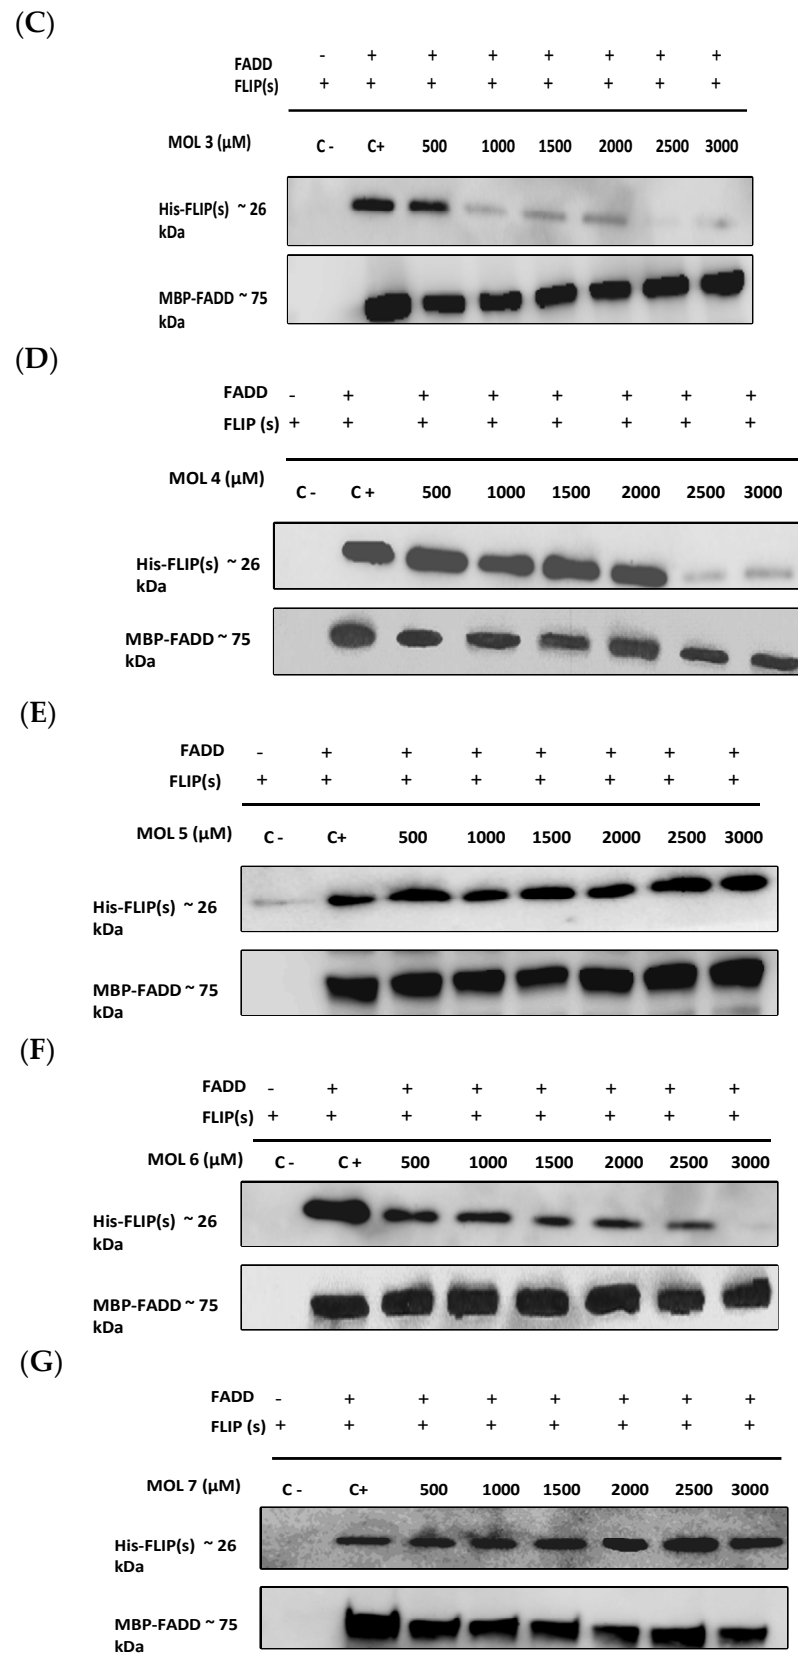 (C)
FADD - + + + + + + +
FLIP(s) + + + + + + + +
MOL 3 (µM) C - C+ 500 1000 1500 2000 2500 3000
His-FLIP(s) ~ 26
kDa
MBP-FADD ~ 75
kDa
(D)
FADD - + + + + + + +
FLIP (s) + + + + + + + +
MOL 4 (µM) C - C + 500 1000 1500 2000 2500 3000
His-FLIP(s) ~ 26
kDa
MBP-FADD ~ 75
kDa
(E)
FADD - + + + + + + +
FLIP(s) + + + + + + + +
MOL 5 (µM) C - C+ 500 1000 1500 2000 2500 3000
His-FLIP(s) ~ 26
kDa
MBP-FADD ~ 75
kDa
(F)
FADD - + + + + + + +
FLIP(s) + + + + + + + +
MOL 6 (µM) C - C + 500 1000 1500 2000 2500 3000
His-FLIP(s) ~ 26
kDa
MBP-FADD ~ 75
kDa
(G)
FADD - + + + + + + +
FLIP (s) + + + + + + + +
MOL 7 (µM) C - C+ 500 1000 1500 2000 2500 3000
His-FLIP(s) ~ 26
kDa
MBP-FADD ~ 75
kDa